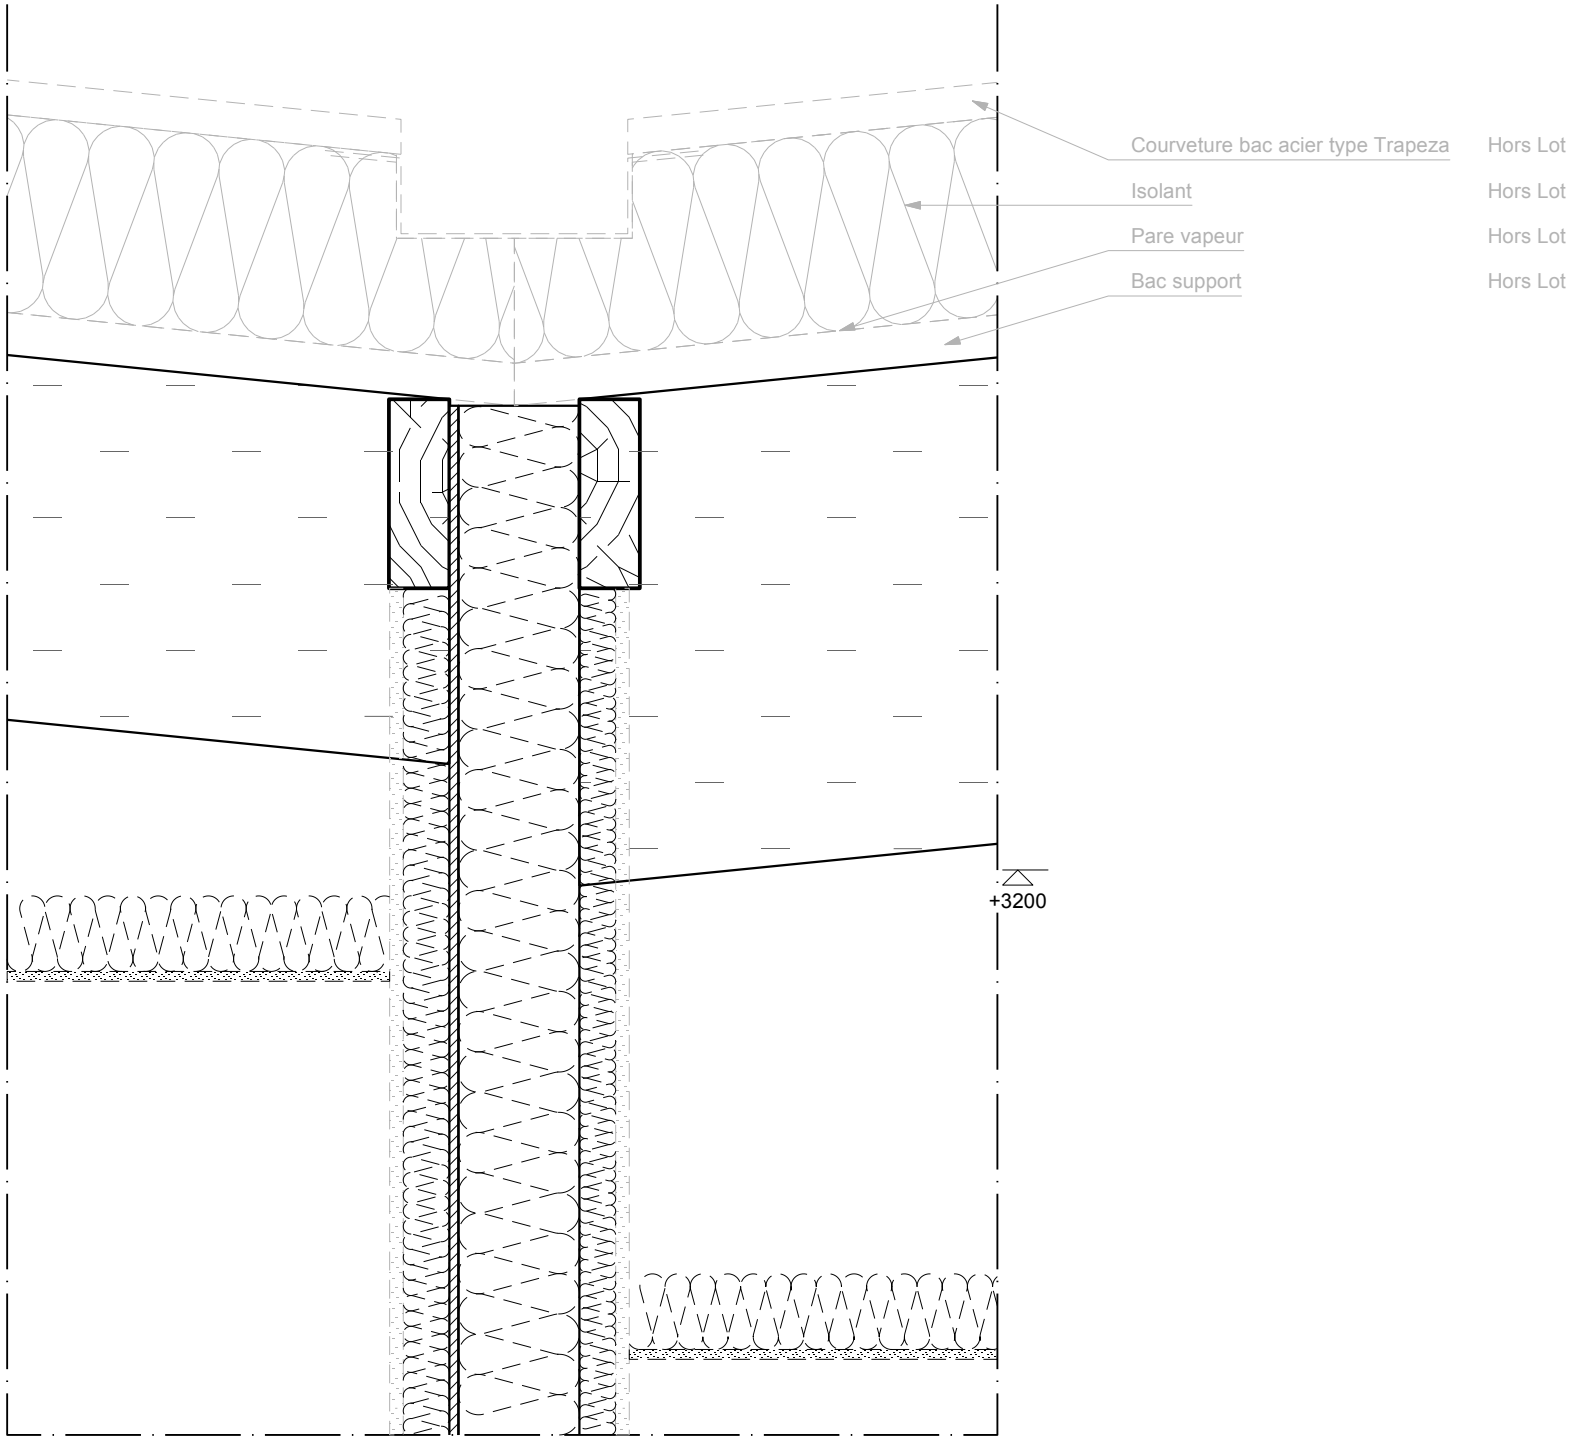 Courveture bac acier type Trapeza Hors Lot
Isolant Hors Lot
Pare vapeur Hors Lot
Bac support Hors Lot
+3200